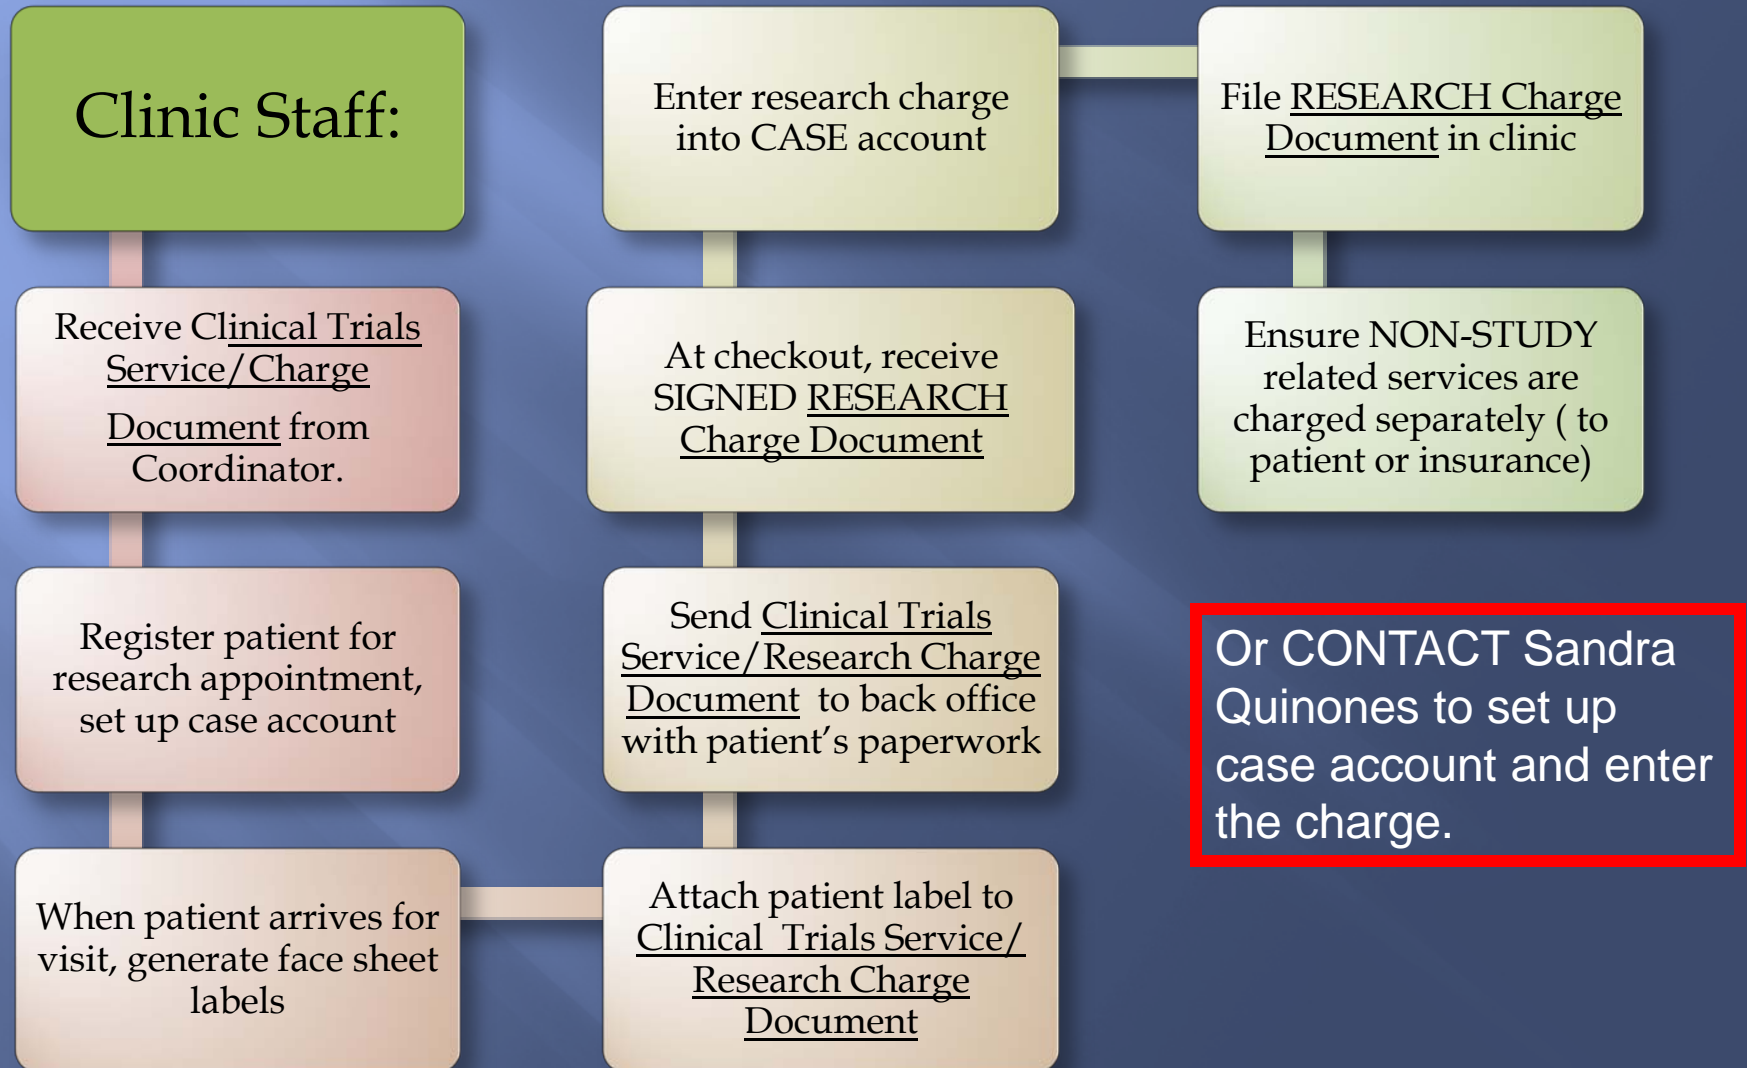 Clinic Staff:
Receive Clinical Trials
Service/Charge
Document from
Coordinator.
Register patient for
research appointment,
set up case account
When patient arrives for
visit, generate face sheet
labels
Attach patient label to
Clinical  Trials Service/
Research Charge
Document
Send Clinical Trials
Service/Research Charge
Document  to back office
with patient’s paperwork
At checkout, receive
SIGNED RESEARCH
Charge Document
Enter research charge
into CASE account
File RESEARCH Charge
Document in clinic
Ensure NON-STUDY
related services are
charged separately ( to
patient or insurance)
Or CONTACT Sandra
Quinones to set up
case account and enter
the charge.